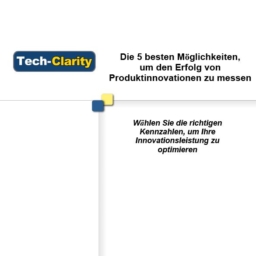 Tech-Clarity
Die 5 besten Möglichkeiten,
um den Erfolg von
Produktinnovationen zu messen
Wählen Sie die richtigen
Kennzahlen, um Ihre
Innovationsleistung zu
optimieren